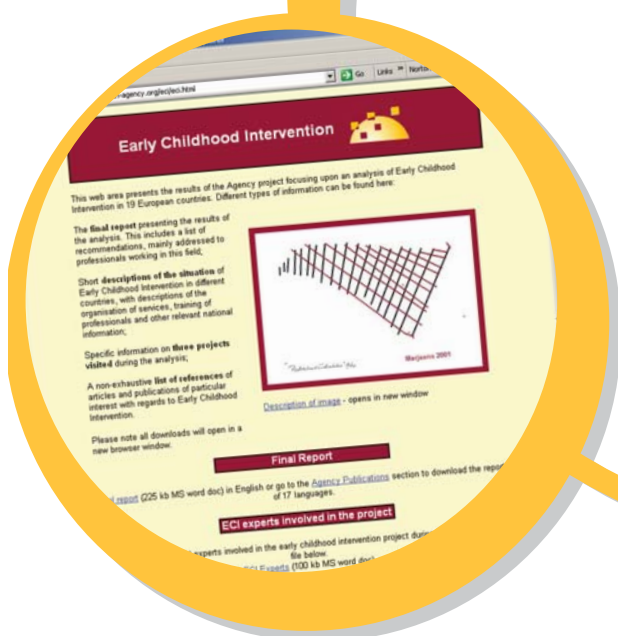 -agency.org/eci/eci.html
Go Links
Early Childhood Intervention
This web area presents the results of the Agency project focusing upon an analysis of Early Childhood
Intervention in 19 European countries. Different types of information can be found here:
The final report presenting the results of
the analysis. This includes a list of
recommendations, mainly addressed to
professionals working in this field;
Short descriptions of the situation of
Early Childhood Intervention in different
countries, with descriptions of the
organisation of services, training of
professionals and other relevant national
information;
Specific information on three projects
visited during the analysis;
A non-exhaustive list of references of
articles and publications of particular
interest with regards to Early Childhood
Intervention.
Please note all downloads will open in a
new browser window.
Marjaana 2001
Description of image - opens in new window
Final Report
report (225 kb MS word doc) in English or go to the Agency Publications section to download the
of 17 languages.
ECI experts involved in the project
experts involved in the early childhood intervention project
file below.
ECI Experts (100 kb MS word doc)